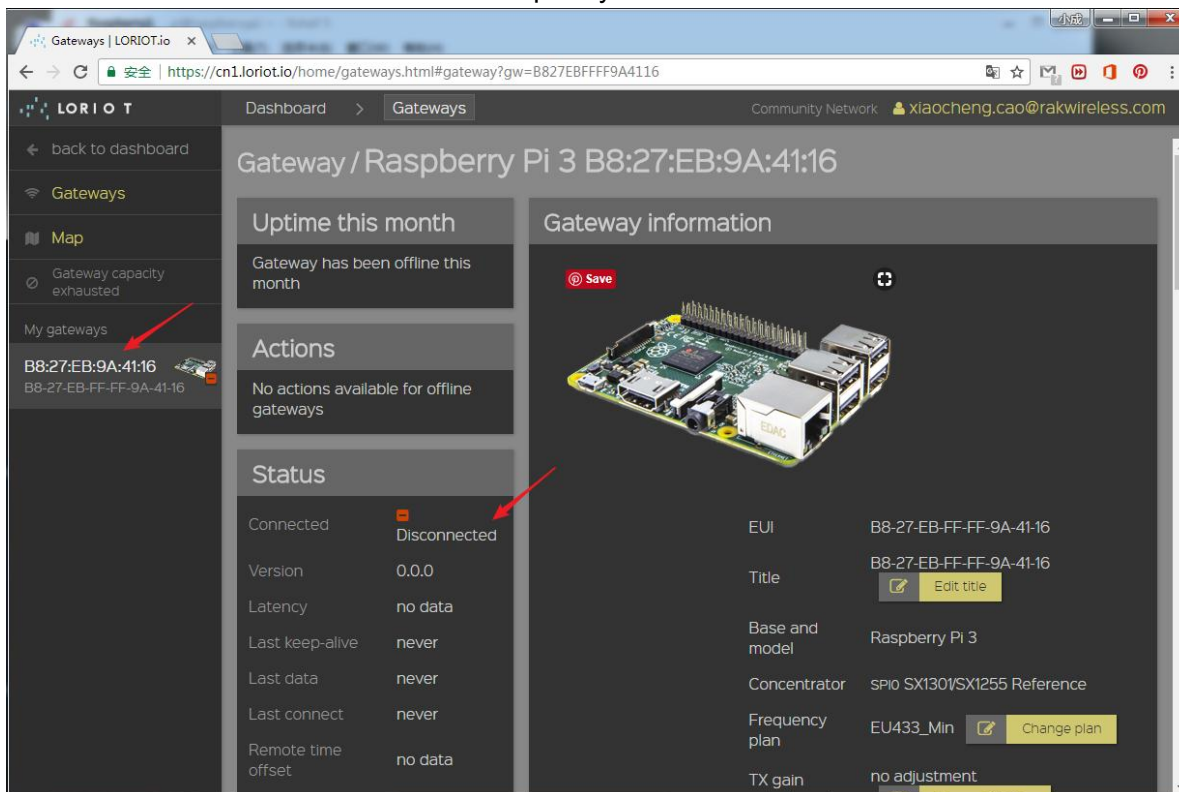 小成
Gateways | LORIOT.io
安全 | https://cn1.loriot.io/home/gateways.html#gateway?gw=B827EBFFFF9A4116
LORIOT
Dashboard > Gateways
Community Network xiaocheng.cao@rakwireless.com
back to dashboard
Gateways
Map
Gateway capacity
exhausted
My gateways
B8:27:EB:9A:41:16
B8-27-EB-FF-FF-9A-41-16
Gateway / Raspberry Pi 3 B8:27:EB:9A:41:16
Uptime this month
Gateway has been offline this
month
Actions
No actions available for offline
gateways
Status
Connected Disconnected
Version 0.0.0
Latency no data
Last keep-alive never
Last data never
Last connect never
Remote time
offset no data
Gateway information
Save
EDAC
EUI B8-27-EB-FF-FF-9A-41-16
Title B8-27-EB-FF-FF-9A-41-16
Edit title
Base and
model Raspberry Pi 3
Concentrator SPI0 SX1301/SX1255 Reference
Frequency
plan EU433_Min Change plan
TX gain no adjustment